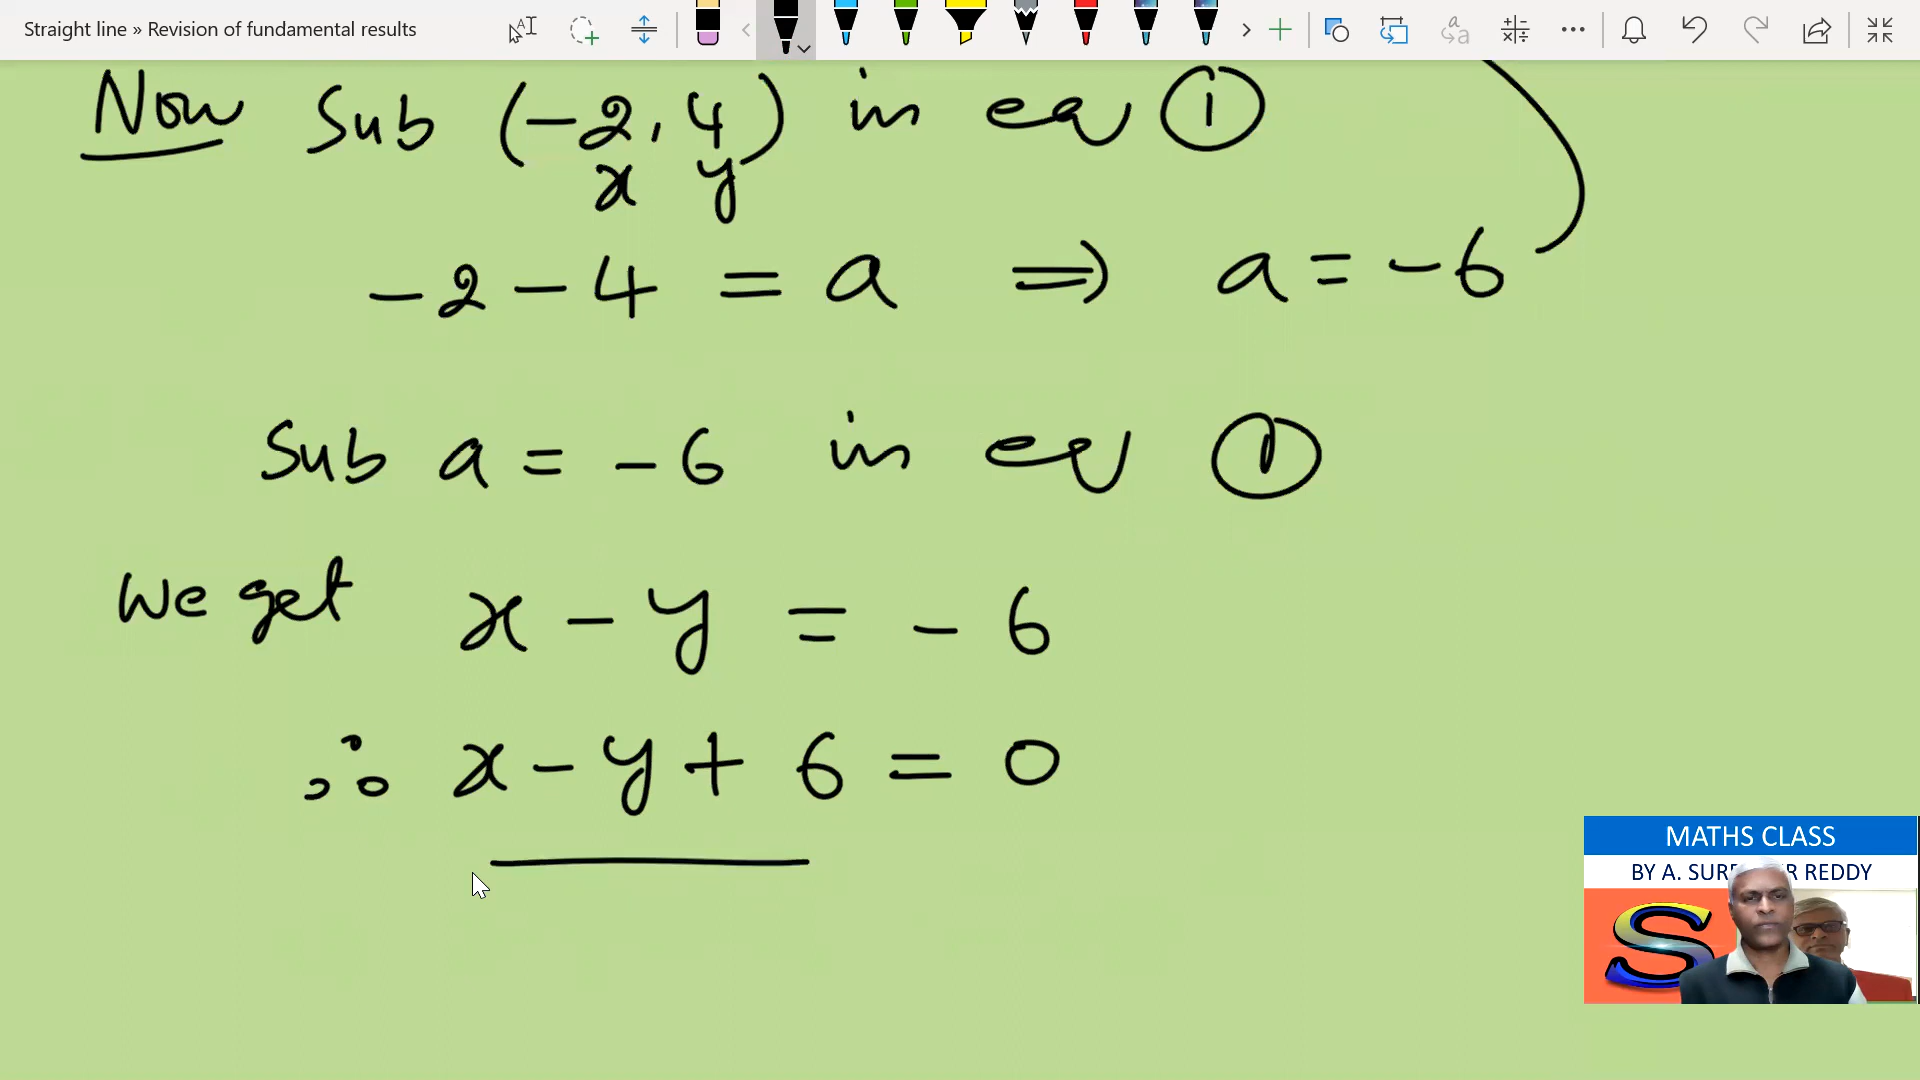 Straight line » Revision of fundamental results
Now Sub (-2, 4) in eq ①
x y
-2 - 4 = a ⇒ a = -6
Sub a = -6 in eq ①
We get x - y = -6
∴ x - y + 6 = 0
MATHS CLASS
BY A. SURE REDDY
S